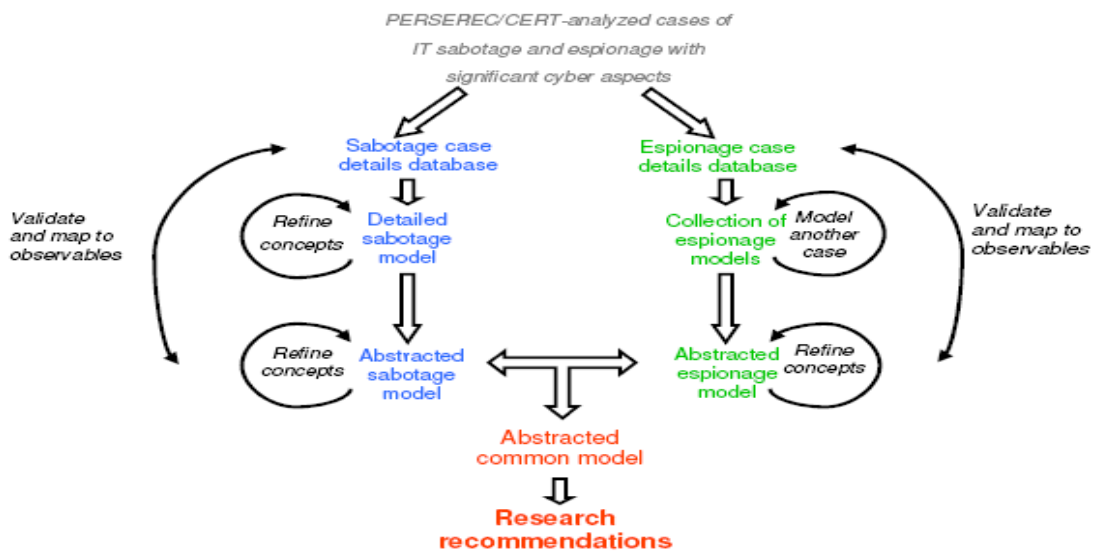 PERSEREC/CERT-analyzed cases of
IT sabotage and espionage with
significant cyber aspects
Sabotage case
details database
Espionage case
details database
Validate
and map to
observables
Refine
concepts
Detailed
sabotage
model
Collection of
espionage
models
Model
another
case
Validate
and map to
observables
Refine
concepts
Abstracted
sabotage
model
Abstracted
espionage
model
Refine
concepts
Abstracted
common model
Research
recommendations